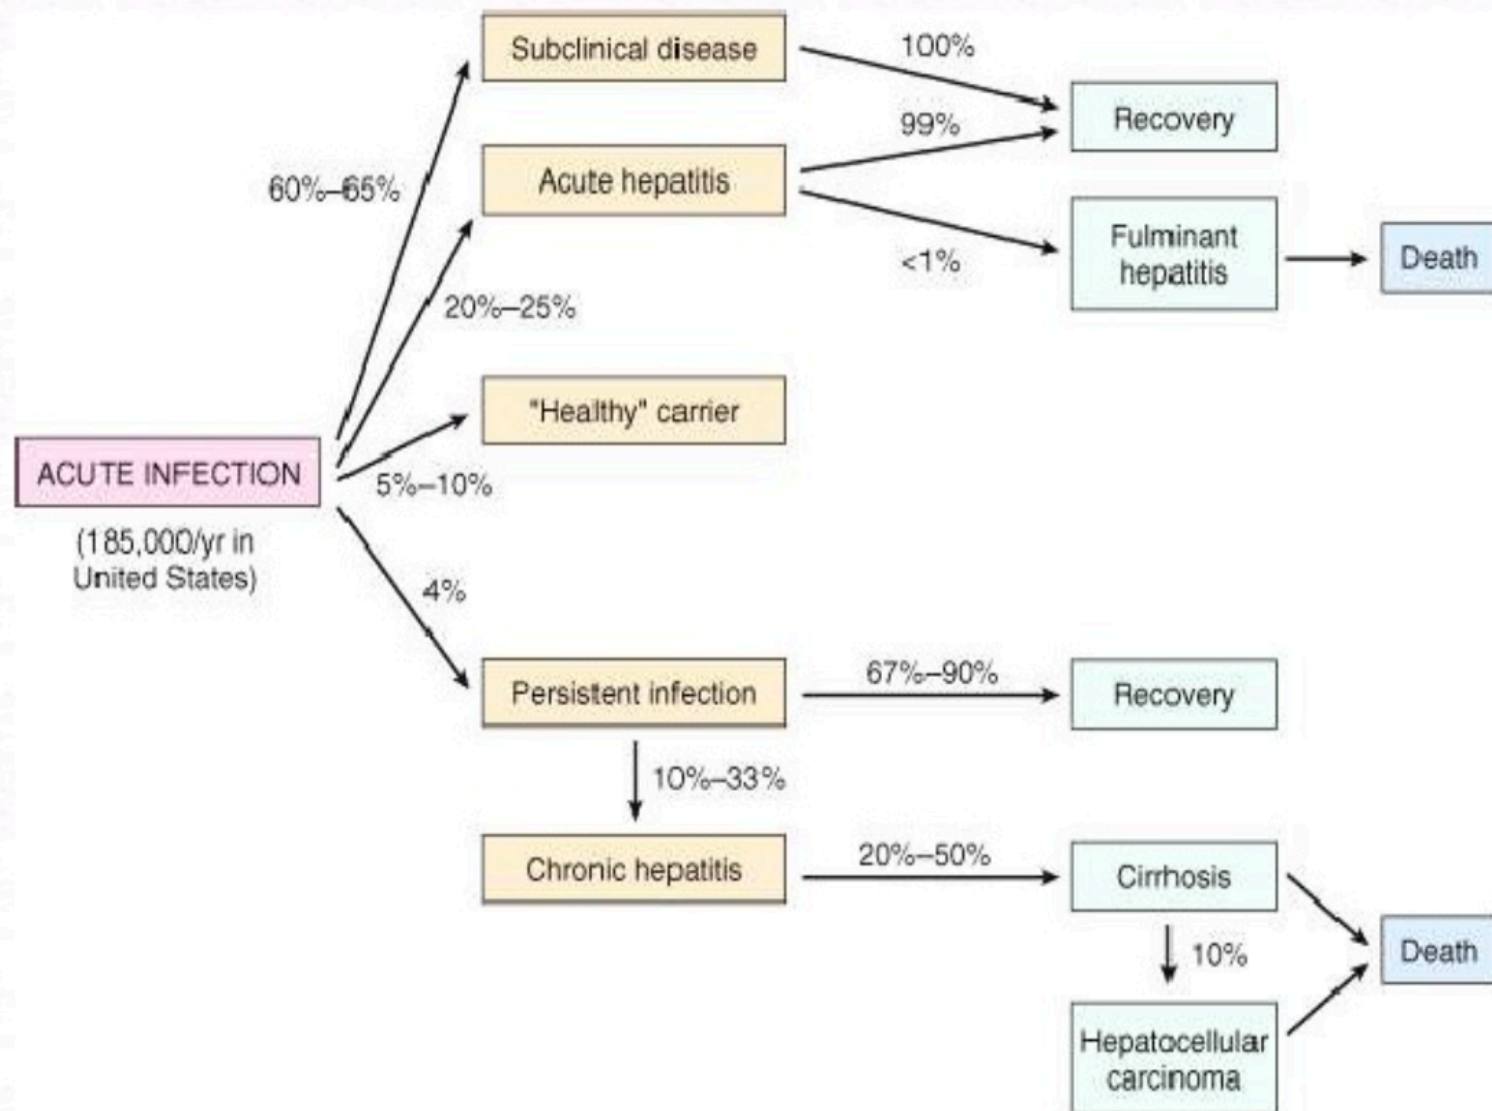 Subclinical disease
100%
Recovery
99%
60%–65%
Acute hepatitis
Fulminant
hepatitis
Death
<1%
20%–25%
"Healthy" carrier
ACUTE INFECTION
5%–10%
(185,000/yr in
United States)
4%
Persistent infection
67%–90%
Recovery
10%–33%
Chronic hepatitis
20%–50%
Cirrhosis
10%
Death
Hepatocellular
carcinoma